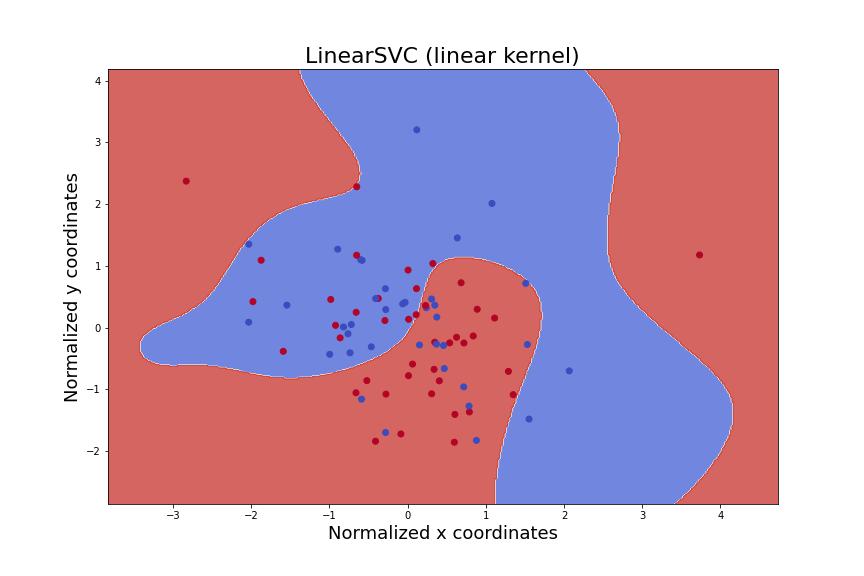 LinearSVC (linear kernel)
Normalized y coordinates
4
3
2
1
0
−1
−2
−3 −2 −1 0 1 2 3 4
Normalized x coordinates